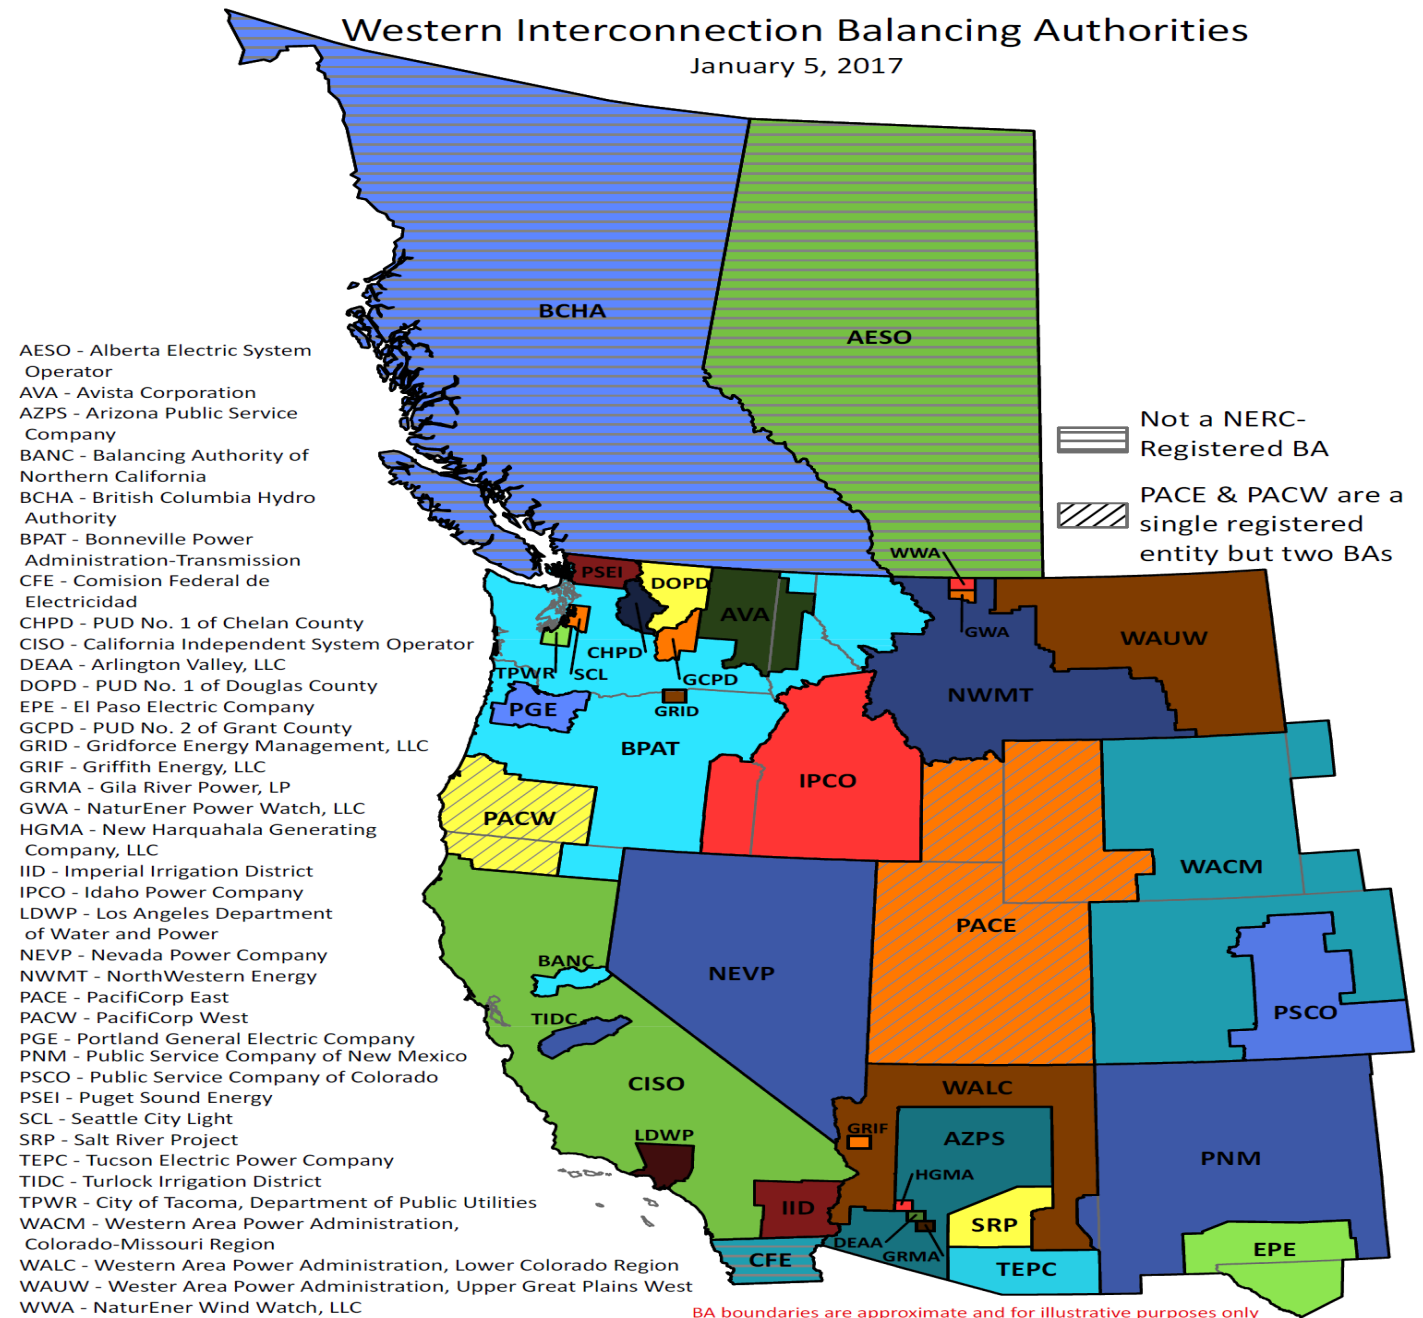 Western Interconnection Balancing Authorities
January 5, 2017
BCHA
AESO
AESO - Alberta Electric System
Operator
AVA - Avista Corporation
AZPS - Arizona Public Service
Company
BANC - Balancing Authority of
Northern California
BCHA - British Columbia Hydro
Authority
BPAT - Bonneville Power
Administration-Transmission
CFE - Comision Federal de
Electricidad
CHPD - PUD No. 1 of Chelan County
CISO - California Independent System Operator
DEAA - Arlington Valley, LLC
DOPD - PUD No. 1 of Douglas County
EPE - El Paso Electric Company
GCPD - PUD No. 2 of Grant County
GRID - Gridforce Energy Management, LLC
GRIF - Griffith Energy, LLC
GRMA - Gila River Power, LP
GWA - NaturEner Power Watch, LLC
HGMA - New Harquahala Generating
Company, LLC
IID - Imperial Irrigation District
IPCO - Idaho Power Company
LDWP - Los Angeles Department
of Water and Power
NEVP - Nevada Power Company
NWMT - NorthWestern Energy
PACE - PacifiCorp East
PACW - PacifiCorp West
PGE - Portland General Electric Company
PNM - Public Service Company of New Mexico
PSCO - Public Service Company of Colorado
PSEI - Puget Sound Energy
SCL - Seattle City Light
SRP - Salt River Project
TEPC - Tucson Electric Power Company
TIDC - Turlock Irrigation District
TPWR - City of Tacoma, Department of Public Utilities
WACM - Western Area Power Administration,
Colorado-Missouri Region
WALC - Western Area Power Administration, Lower Colorado Region
WAUW - Wester Area Power Administration, Upper Great Plains West
WWA - NaturEner Wind Watch, LLC
Not a NERC-
Registered BA
PACE & PACW are a
single registered
entity but two BAs
WWA
PSEI
DOPD
AVA
GWA
WAUW
CHPD
TPWR
SCL
GCPD
NWMT
PGE
GRID
BPAT
IPCO
PACW
WACM
PACE
BANC
NEVP
TIDC
PSCO
CISO
WALC
GRIF
LDWP
AZPS
PNM
HGMA
IID
SRP
DEAA
GRMA
CFE
TEPC
EPE
BA boundaries are approximate and for illustrative purposes only